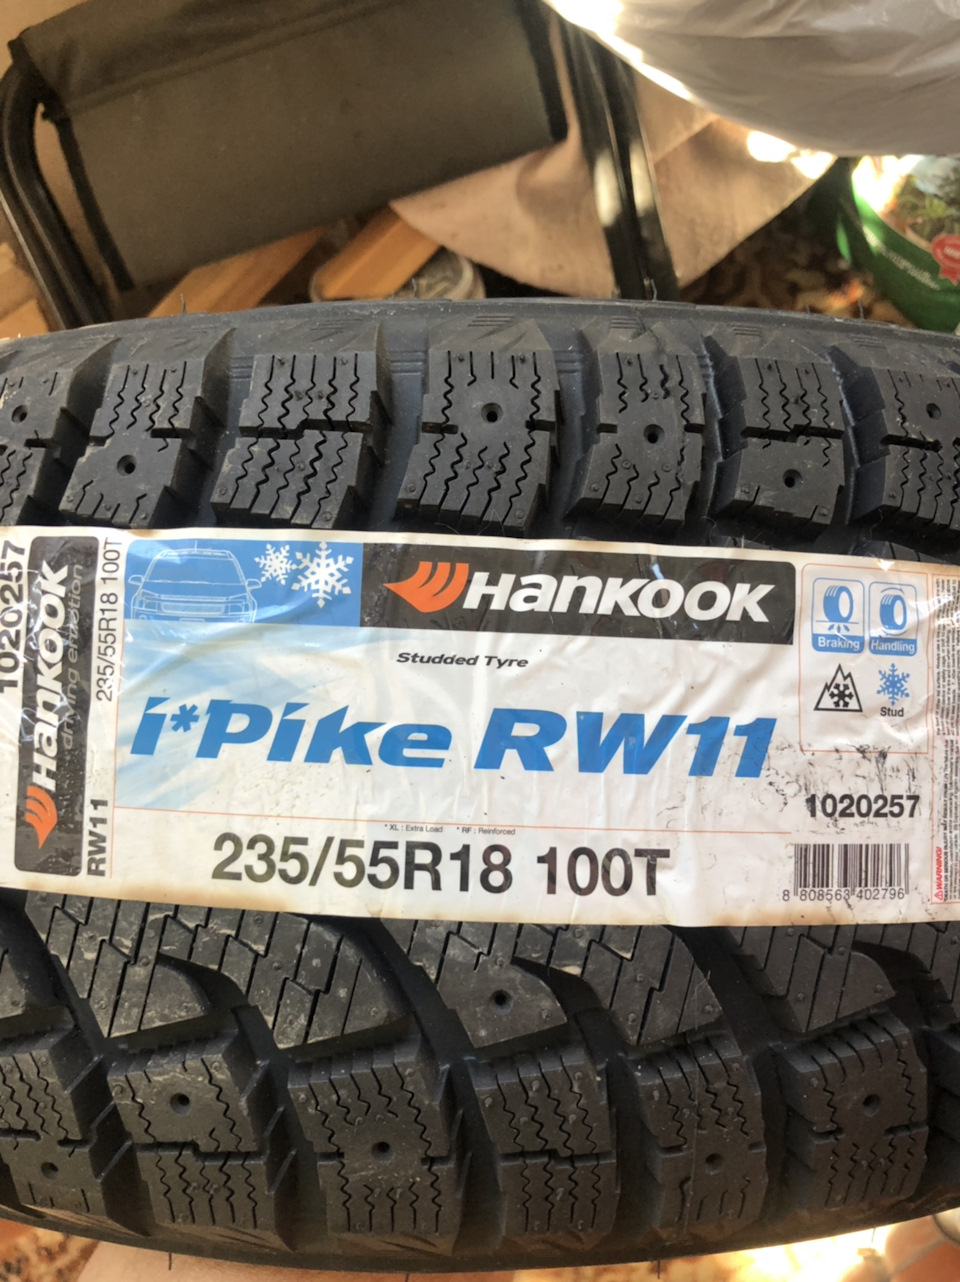 1020257
HANKOOK
driving emotion
RW11
235/55R18 100T
HANKOOK
Studded Tyre
i*Pike RW11
Braking
Handling
Stud
1020257
* XL : Extra Load * RF : Reinforced
235/55R18 100T
8 808563 402796
WARNING!